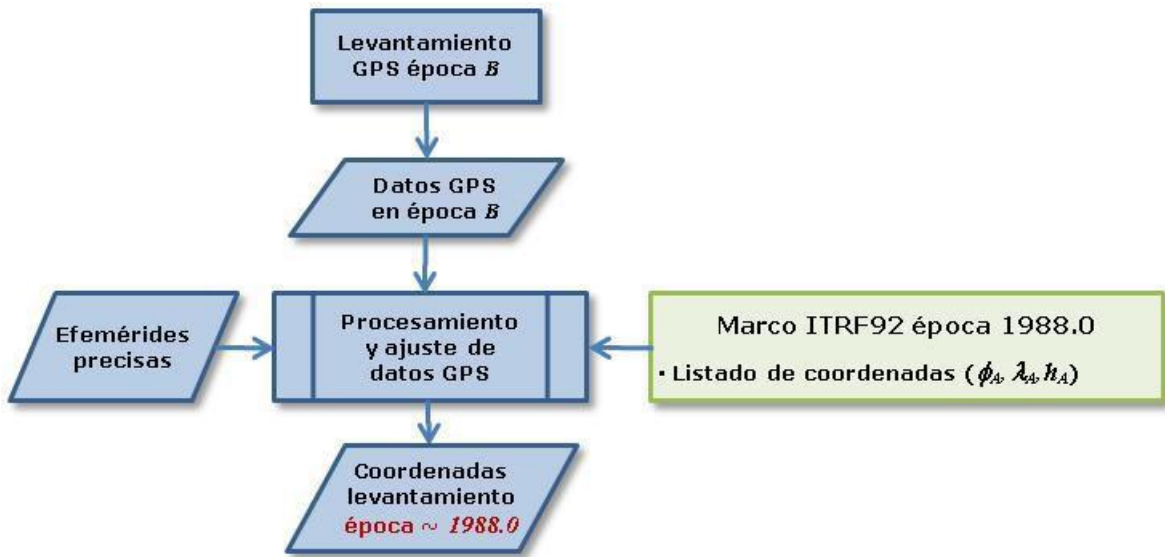 Levantamiento
GPS época B
Datos GPS
en época B
Efemérides
precisas
Procesamiento
y ajuste de
datos GPS
Marco ITRF92 época 1988.0
· Listado de coordenadas (ϕA, λA, hA)
Coordenadas
levantamiento
época ~ 1988.0